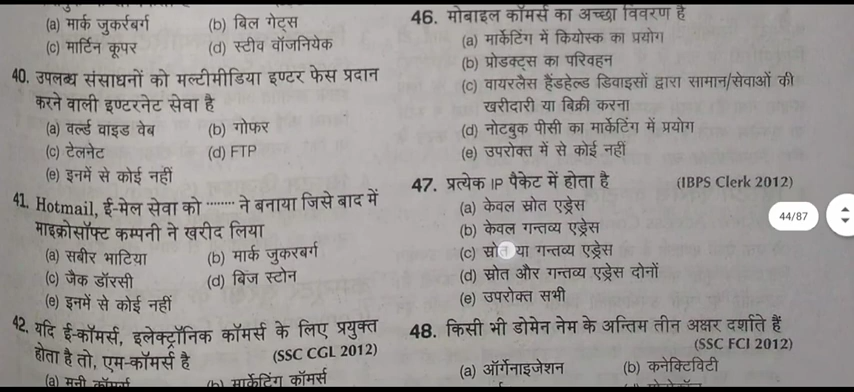 (a) मार्क जुकरबर्ग (b) बिल गेट्स
(c) मार्टिन कूपर (d) स्टीव वॉजनियेक
40. उपलब्ध संसाधनों को मल्टीमीडिया इण्टर फेस प्रदान
करने वाली इण्टरनेट सेवा है
(a) वर्ल्ड वाइड वेब (b) गोफर
(c) टेलनेट (d) FTP
(e) इनमें से कोई नहीं
41. Hotmail, ई-मेल सेवा को ........ ने बनाया जिसे बाद में
माइक्रोसॉफ्ट कम्पनी ने खरीद लिया
(a) सबीर भाटिया (b) मार्क जुकरबर्ग
(c) जैक डॉरसी (d) बिज स्टोन
(e) इनमें से कोई नहीं
42. यदि ई-कॉमर्स, इलेक्ट्रॉनिक कॉमर्स के लिए प्रयुक्त
होता है तो, एम-कॉमर्स है (SSC CGL 2012)
(a) मनी कॉमर्स (b) मार्केटिंग कॉमर्स
46. मोबाइल कॉमर्स का अच्छा विवरण है
(a) मार्केटिंग में कियोस्क का प्रयोग
(b) प्रोडक्ट्स का परिवहन
(c) वायरलैस हैंडहेल्ड डिवाइसों द्वारा सामान/सेवाओं की
खरीदारी या बिक्री करना
(d) नोटबुक पीसी का मार्केटिंग में प्रयोग
(e) उपरोक्त में से कोई नहीं
47. प्रत्येक IP पैकेट में होता है (IBPS Clerk 2012)
(a) केवल स्रोत एड्रेस
(b) केवल गन्तव्य एड्रेस
(c) स्रोत या गन्तव्य एड्रेस
(d) स्रोत और गन्तव्य एड्रेस दोनों
(e) उपरोक्त सभी
48. किसी भी डोमेन नेम के अन्तिम तीन अक्षर दर्शाते हैं
(SSC FCI 2012)
(a) ऑर्गेनाइजेशन (b) कनेक्टिविटी
44/87